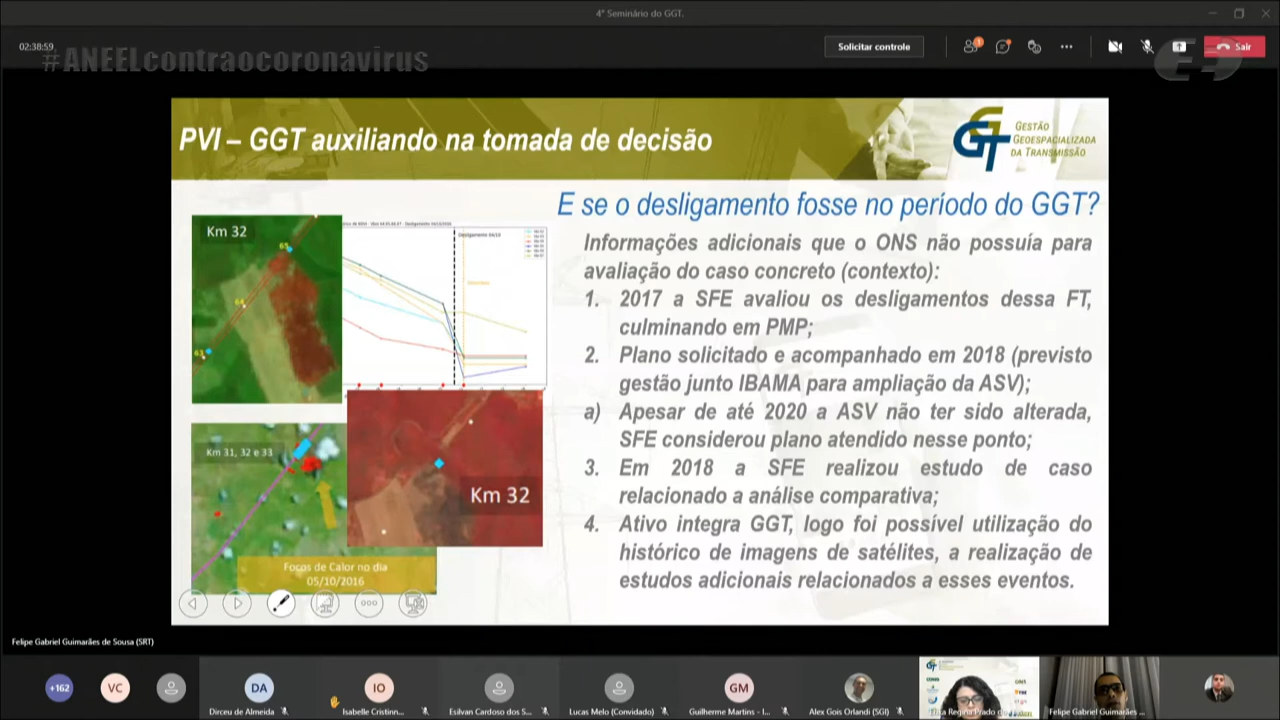 4º Seminário do GGT.
02:38:59
#ANEELcontraocoronavírus
Solicitar controle
1
Sair
PVI – GGT auxiliando na tomada de decisão
GGT
GESTÃO
GEOESPACIALIZADA
DA TRANSMISSÃO
E se o desligamento fosse no período do GGT?
Km 32
65
64
63
Informações adicionais que o ONS não possuía para
avaliação do caso concreto (contexto):
1. 2017 a SFE avaliou os desligamentos dessa FT,
culminando em PMP;
2. Plano solicitado e acompanhado em 2018 (previsto
gestão junto IBAMA para ampliação da ASV);
a) Apesar de até 2020 a ASV não ter sido alterada,
SFE considerou plano atendido nesse ponto;
3. Em 2018 a SFE realizou estudo de caso
relacionado a análise comparativa;
4. Ativo integra GGT, logo foi possível utilização do
histórico de imagens de satélites, a realização de
estudos adicionais relacionados a esses eventos.
Km 31, 32 e 33
Km 32
Focos de Calor no dia
05/10/2016
Felipe Gabriel Guimarães de Sousa (SRT)
+162
VC
DA
IO
GM
Dirceu de Almeida
Isabelle Cristinn...
Esilvan Cardoso dos S...
Lucas Melo (Convidado)
Guilherme Martins - I...
Alex Gois Orlandi (SGI)
Felipe Gabriel Guimarães ...